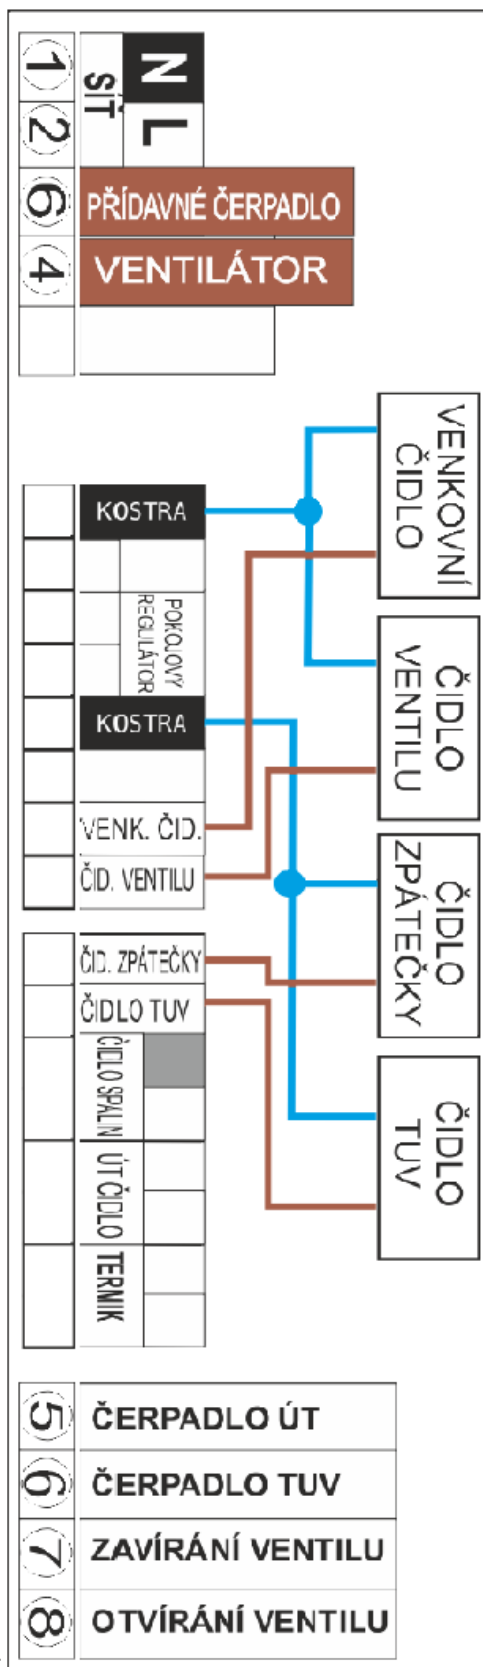 1
N
2
L
SÍŤ
6
PŘÍDAVNÉ ČERPADLO
4
VENTILÁTOR
VENKOVNÍ
ČIDLO
KOSTRA
POKOJOVÝ
REGULÁTOR
ČIDLO
VENTILU
KOSTRA
VENK. ČID.
ČID. VENTILU
ČIDLO
ZPÁTEČKY
ČID. ZPÁTEČKY
ČIDLO TUV
ČIDLO SPALIN
ČIDLO
TUV
ÚT ČIDLO
TERMIK
5 ČERPADLO ÚT
6 ČERPADLO TUV
7 ZAVÍRÁNÍ VENTILU
8 OTVÍRÁNÍ VENTILU